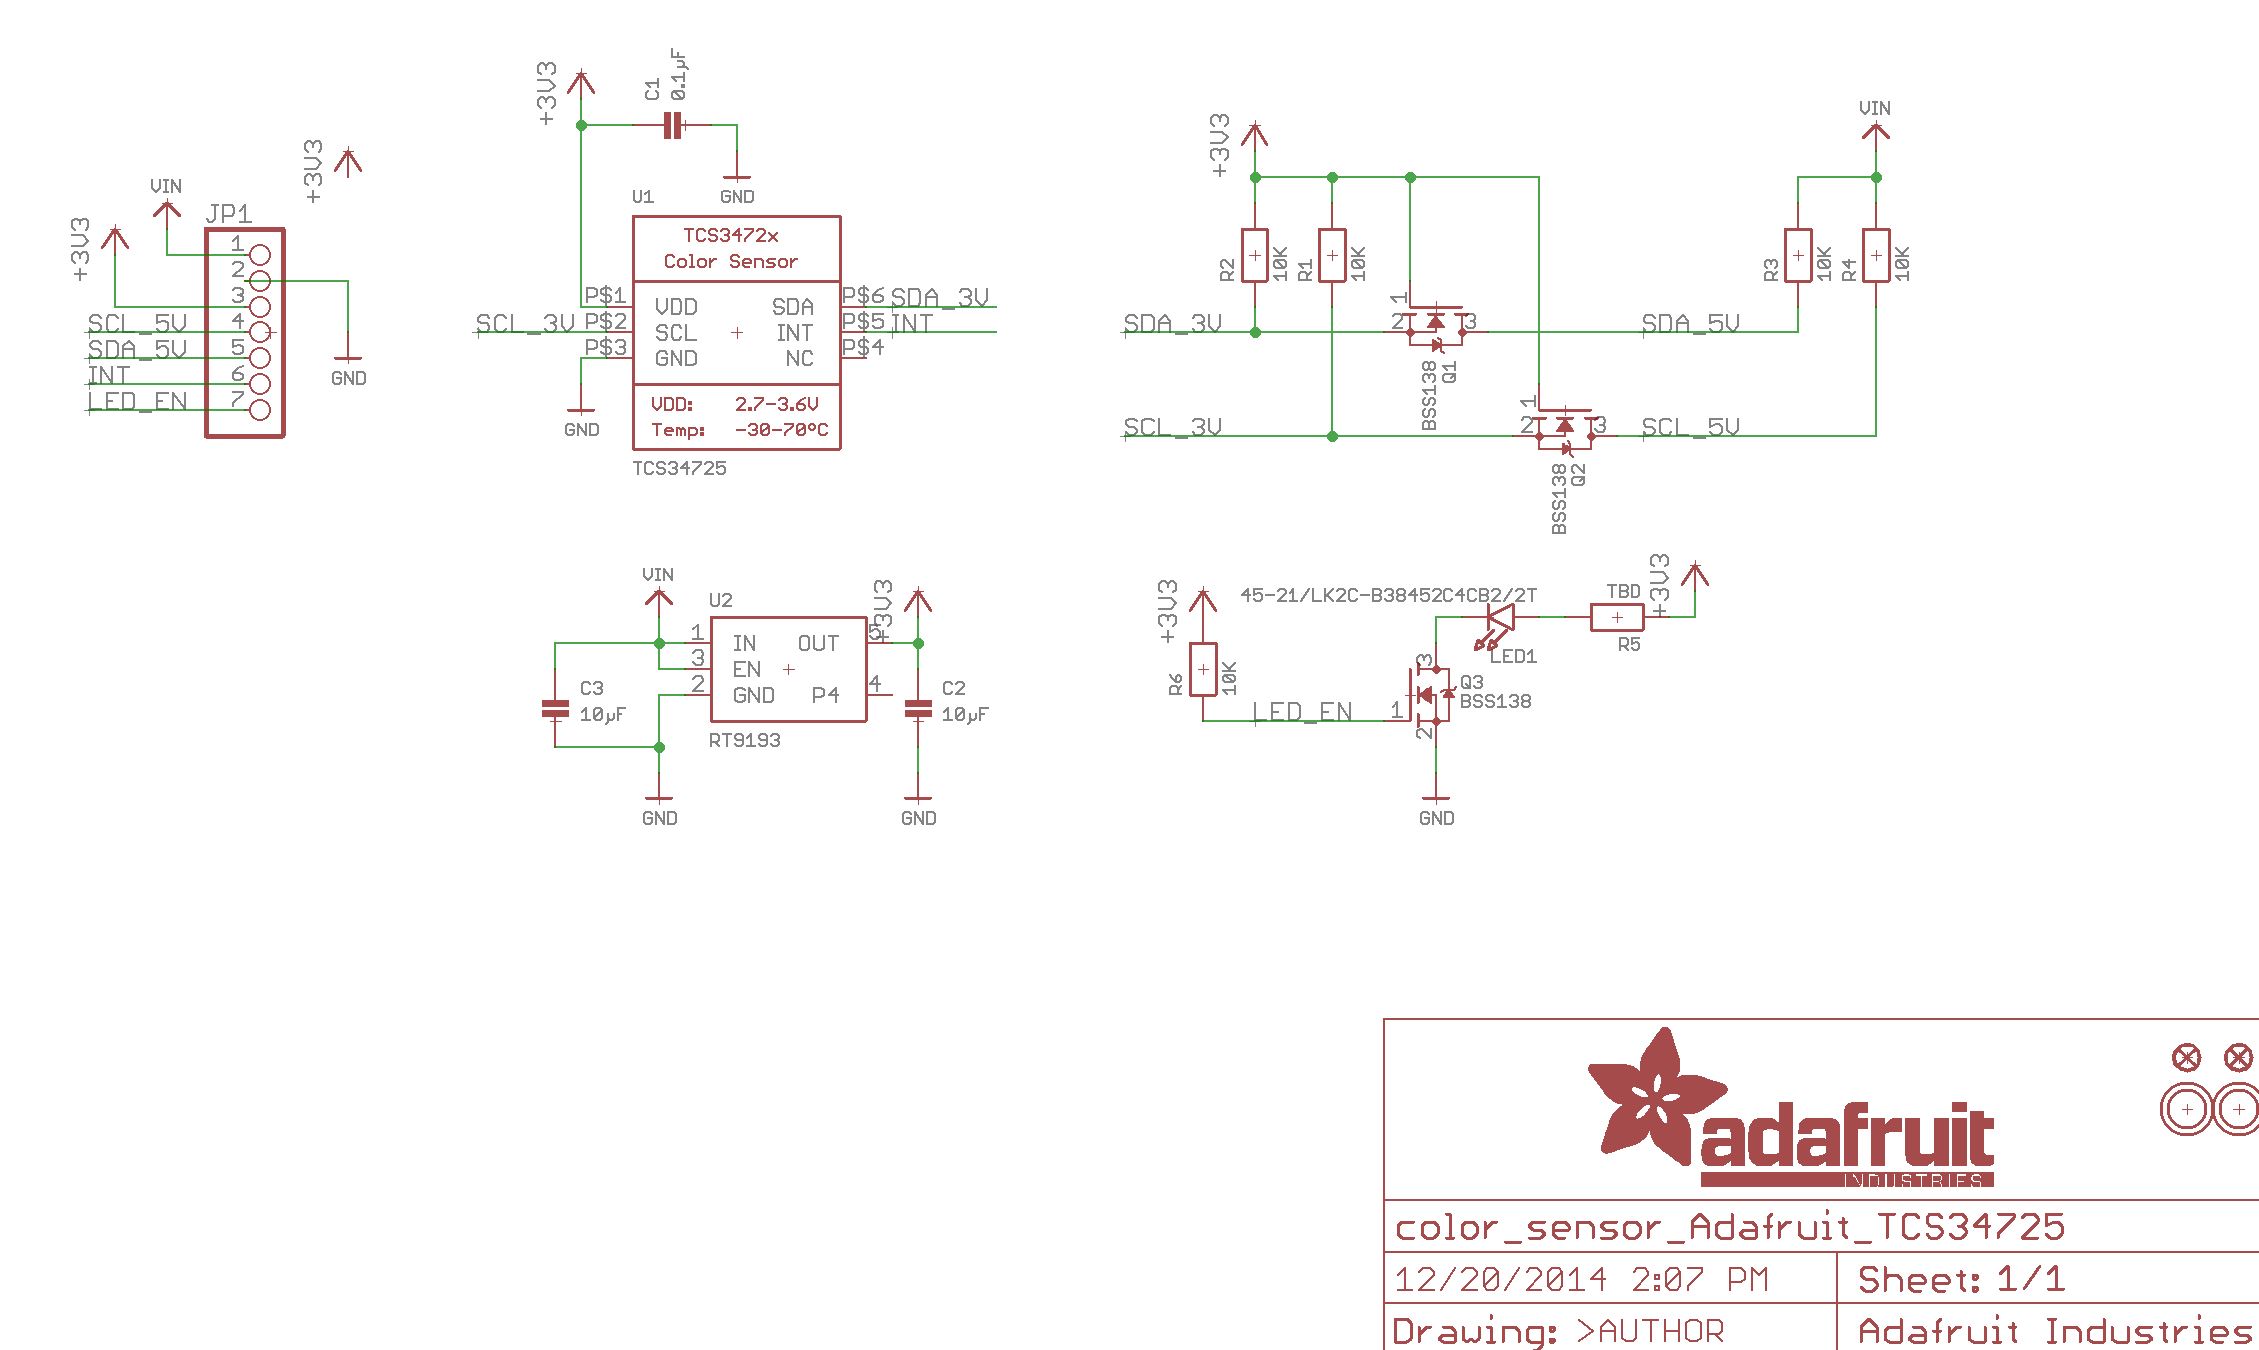 +3V3
VIN
+3V3
JP1
1
2
3
SCL_5V 4
SDA_5V 5
INT 6
LED_EN 7
GND
+3V3
C1
0.1µF
GND
U1
TCS3472x
Color Sensor
P$1 VDD SDA P$6 SDA_3V
SCL_3V P$2 SCL INT P$5 INT
P$3 GND NC P$4
VDD: 2.7-3.6V
Temp: -30-70°C
GND
TCS34725
+3V3
VIN
R2 10K
R1 10K
R3 10K
R4 10K
SDA_3V 2 1 3 SDA_5V
BSS138
Q1
SCL_3V 2 1 3 SCL_5V
BSS138
Q2
VIN
U2
+3V3
1 IN OUT 5
3 EN
2 GND P4 4
C3
10µF
C2
10µF
RT9193
GND
GND
+3V3
45-21/LK2C-B38452C4CB2/2T
TBD
+3V3
R5
LED1
R6 10K
3
Q3
BSS138
LED_EN 1
2
GND
adafruit
INDUSTRIES
color_sensor_Adafruit_TCS34725
12/20/2014 2:07 PM
Sheet: 1/1
Drawing: >AUTHOR
Adafruit Industries